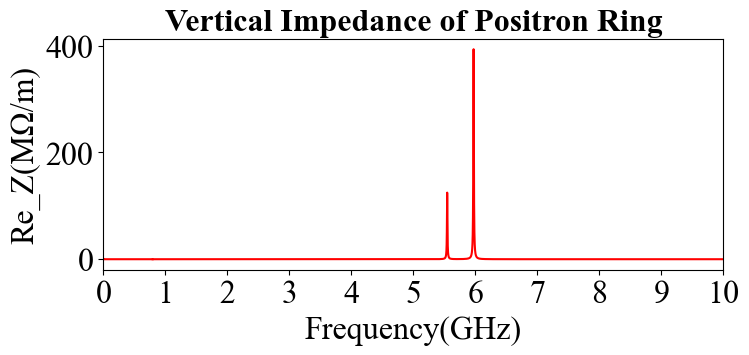 Vertical Impedance of Positron Ring
400
200
0
Re_Z(MΩ/m)
0 1 2 3 4 5 6 7 8 9 10
Frequency(GHz)